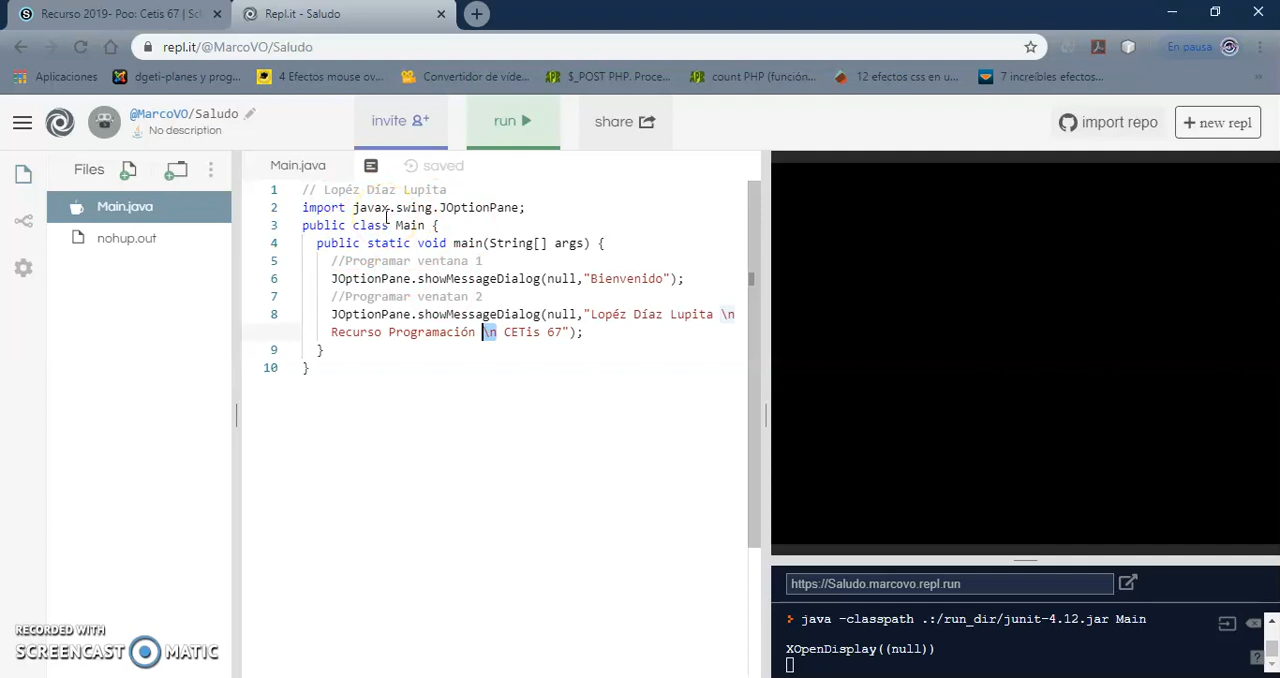 Recurso 2019- Poo: Cetis 67 | Sc
Repl.it - Saludo
repl.it/@MarcoVO/Saludo
En pausa
Aplicaciones
dgeti-planes y prog...
4 Efectos mouse ov...
Convertidor de víde...
$_POST PHP. Proce...
count PHP (función...
12 efectos css en u...
7 increíbles efectos...
@MarcoVO/Saludo
No description
invite
run
share
import repo
+ new repl
Files
Main.java
nohup.out
Main.java
saved
1 // Lopéz Díaz Lupita
2 import javax.swing.JOptionPane;
3 public class Main {
4 public static void main(String[] args) {
5 //Programar ventana 1
6 JOptionPane.showMessageDialog(null,"Bienvenido");
7 //Programar venatan 2
8 JOptionPane.showMessageDialog(null,"Lopéz Díaz Lupita \n
Recurso Programación \n CETis 67");
9 }
10 }
https://Saludo.marcovo.repl.run
java -classpath .:/run_dir/junit-4.12.jar Main
XOpenDisplay((null))
?
RECORDED WITH
SCREENCAST MATIC